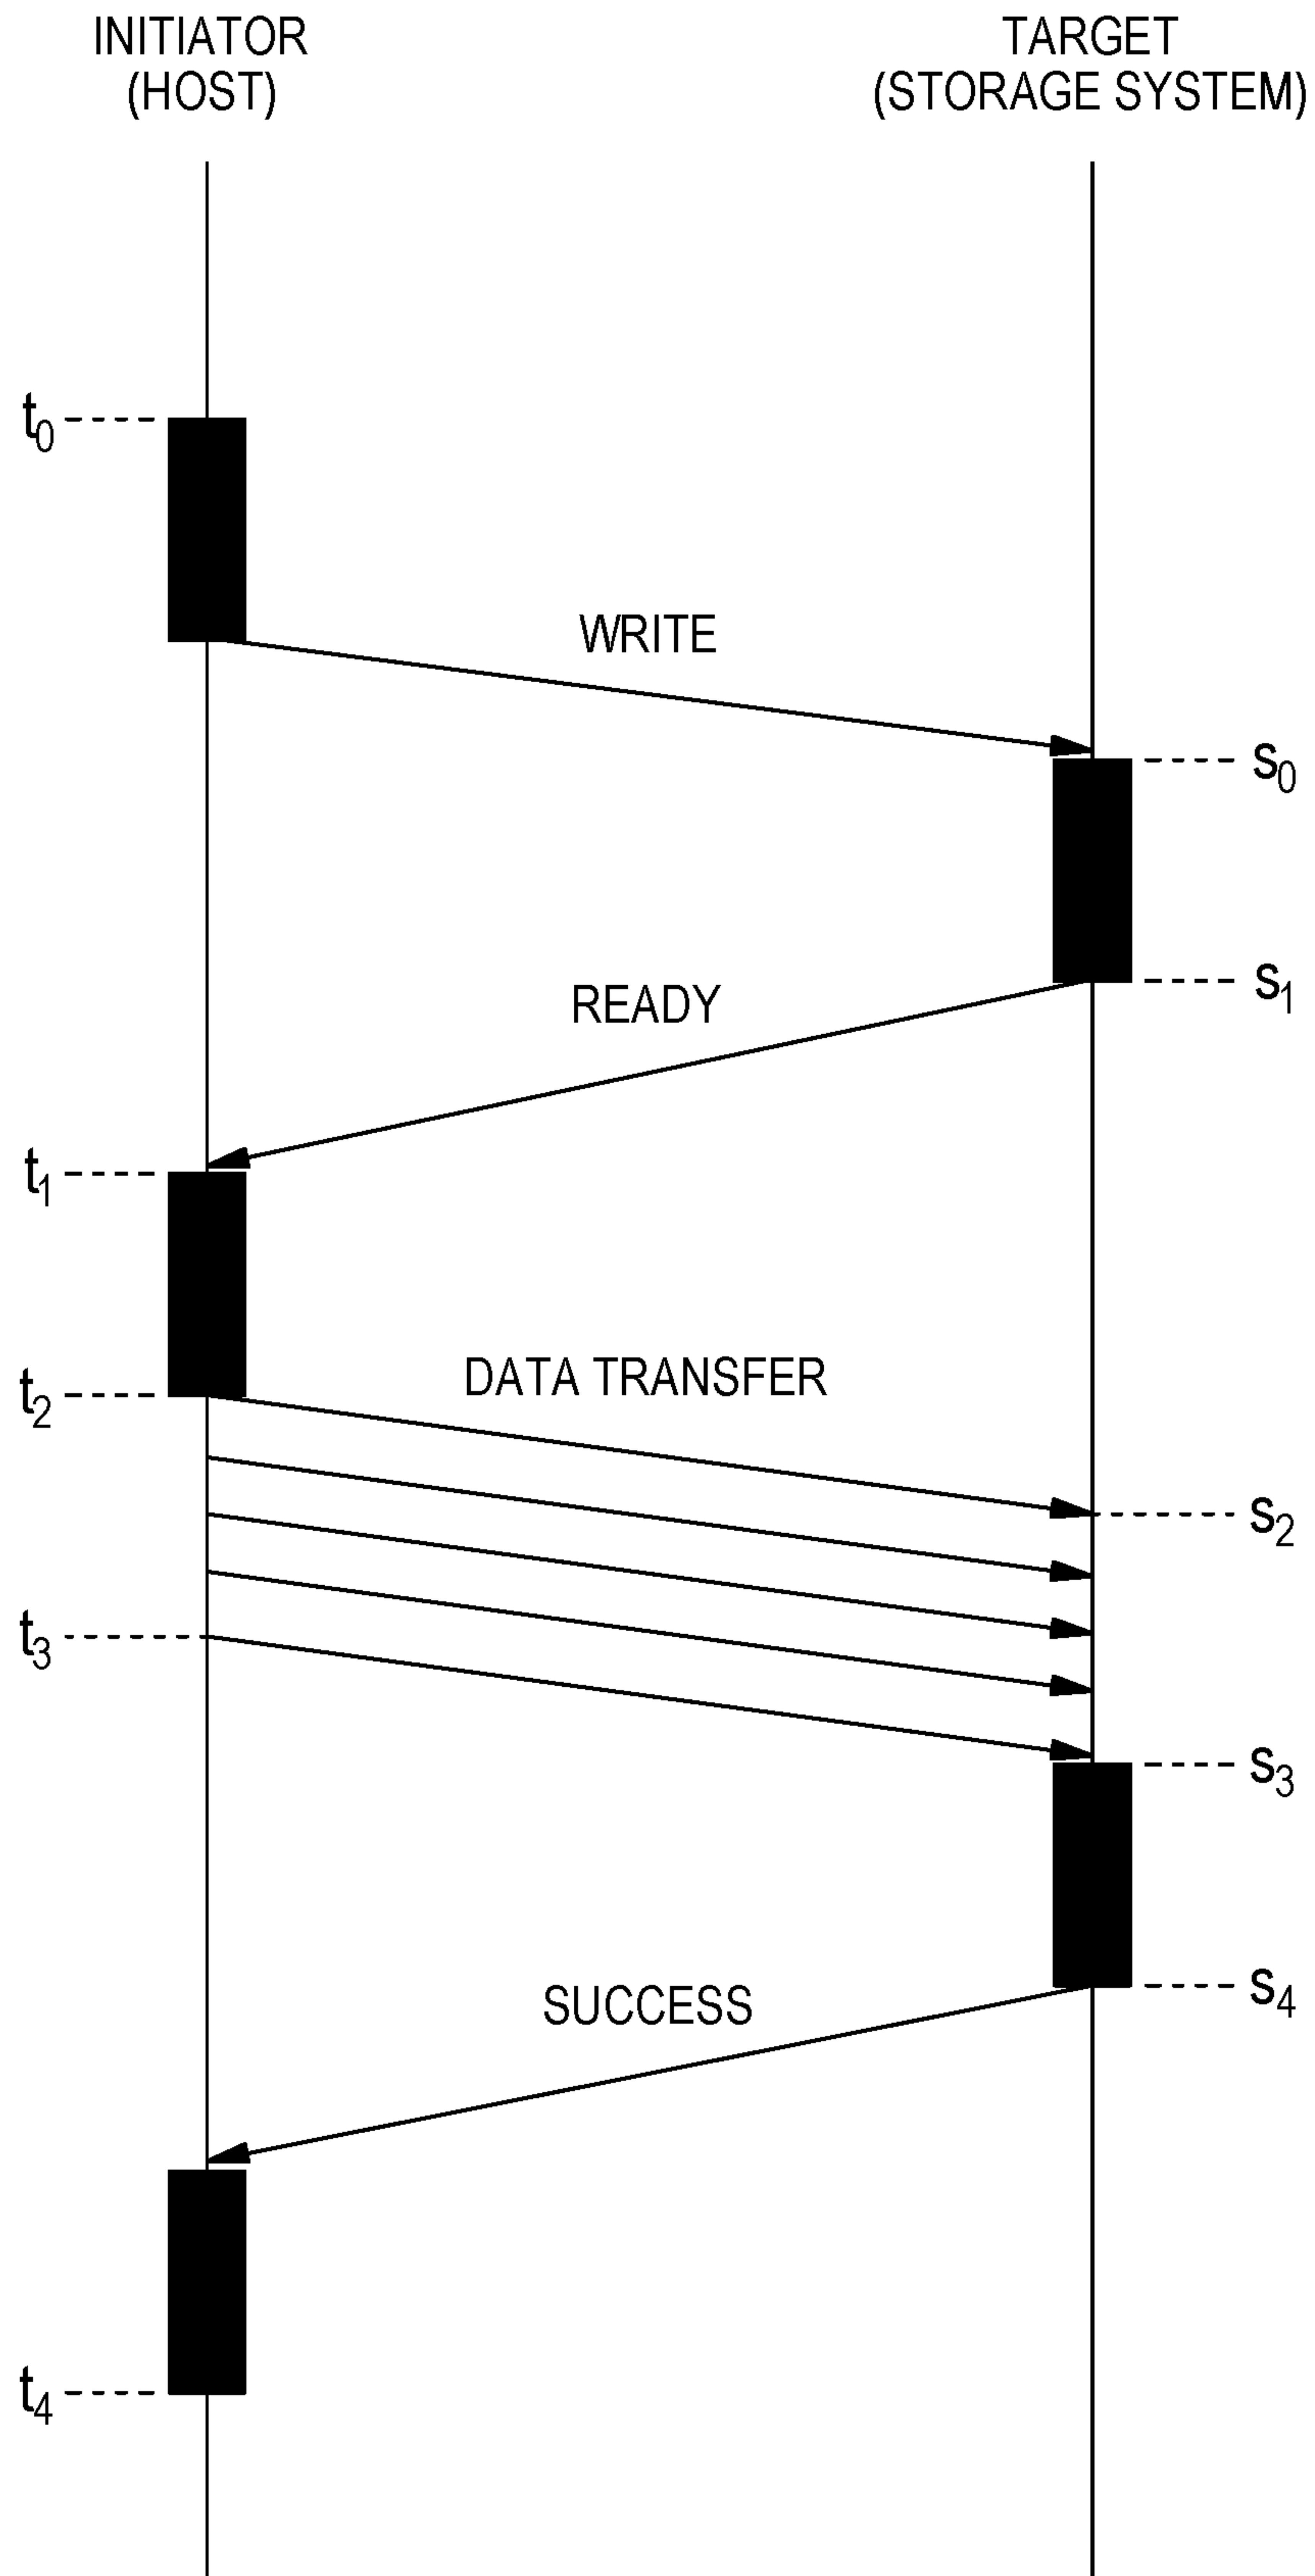 INITIATOR
(HOST)
TARGET
(STORAGE SYSTEM)
t0
WRITE
s0
s1
READY
t1
DATA TRANSFER
t2
s2
t3
s3
SUCCESS
s4
t4